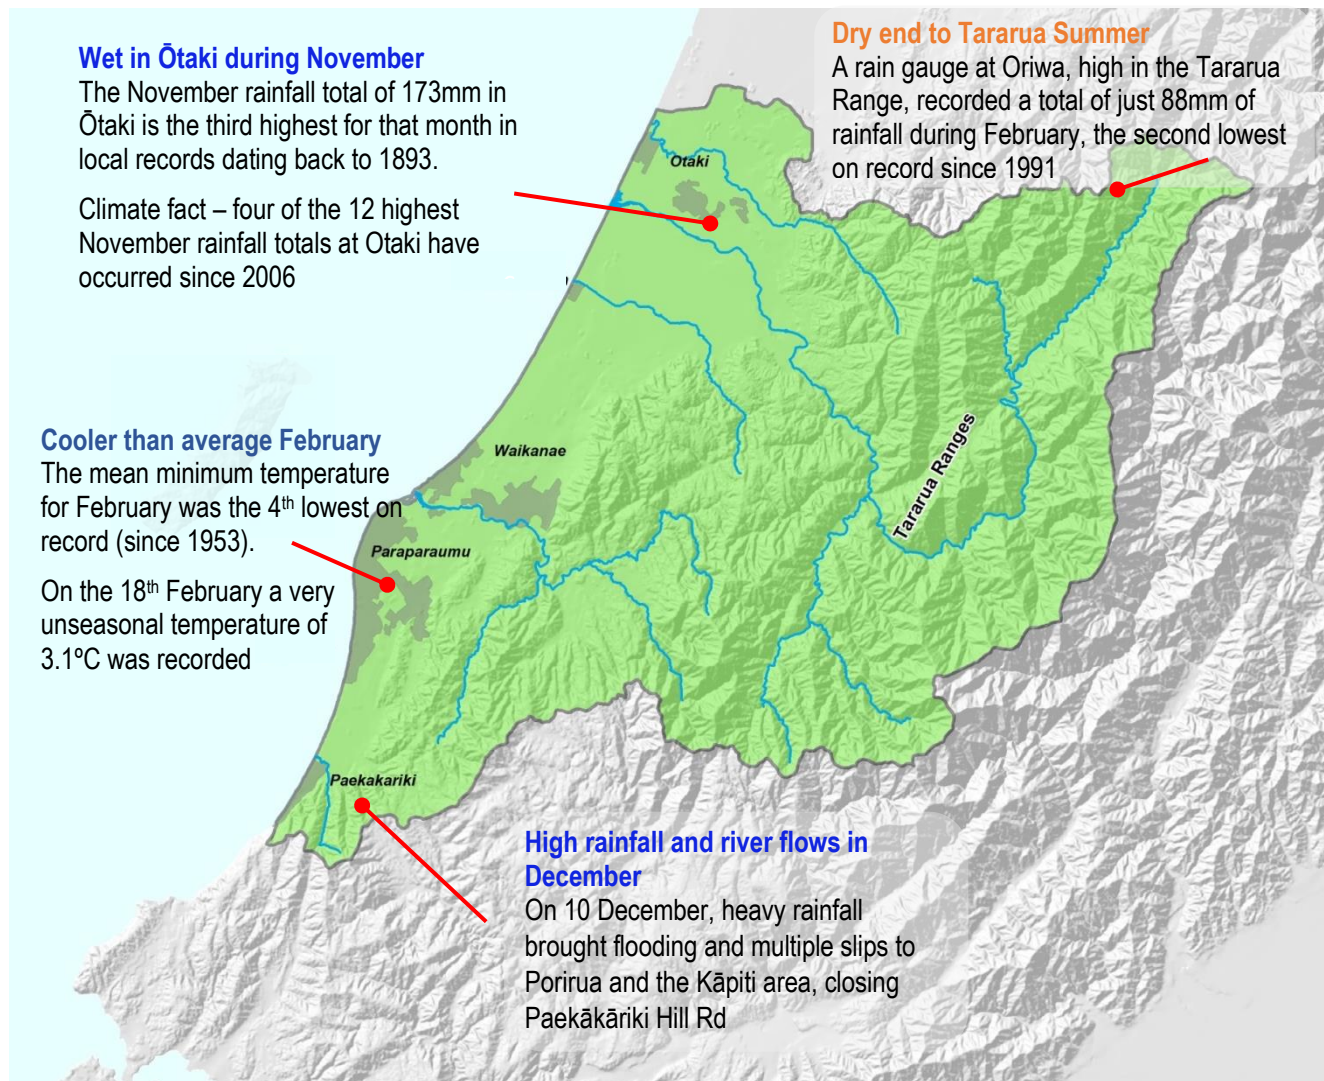 Wet in Ōtaki during November
The November rainfall total of 173mm in
Ōtaki is the third highest for that month in
local records dating back to 1893.
Climate fact – four of the 12 highest
November rainfall totals at Otaki have
occurred since 2006
Dry end to Tararua Summer
A rain gauge at Oriwa, high in the Tararua
Range, recorded a total of just 88mm of
rainfall during February, the second lowest
on record since 1991
Otaki
Cooler than average February
The mean minimum temperature
for February was the 4th lowest on
record (since 1953).
On the 18th February a very
unseasonal temperature of
3.1ºC was recorded
Waikanae
Paraparaumu
Tararua Ranges
Paekakariki
High rainfall and river flows in
December
On 10 December, heavy rainfall
brought flooding and multiple slips to
Porirua and the Kāpiti area, closing
Paekākāriki Hill Rd